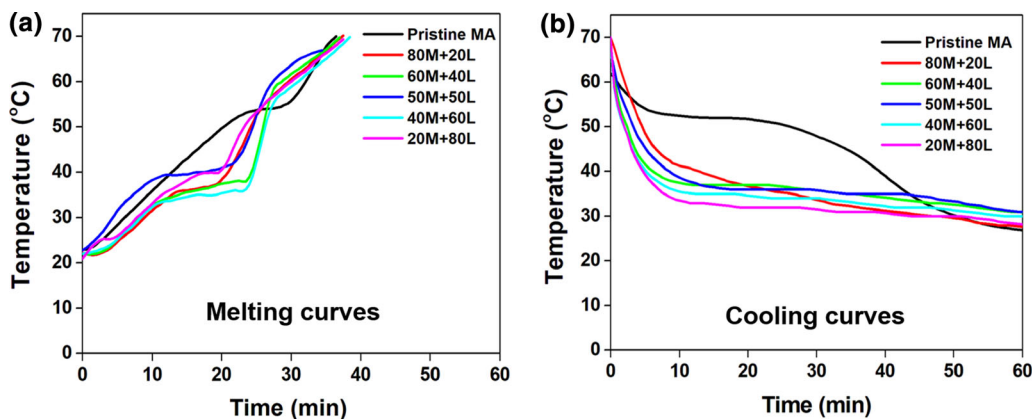 (a)
Temperature (°C)
70
60
50
40
30
20
10
0
Pristine MA
80M+20L
60M+40L
50M+50L
40M+60L
20M+80L
Melting curves
0 10 20 30 40 50 60
Time (min)
(b)
Temperature (°C)
70
60
50
40
30
20
10
0
Pristine MA
80M+20L
60M+40L
50M+50L
40M+60L
20M+80L
Cooling curves
0 10 20 30 40 50 60
Time (min)